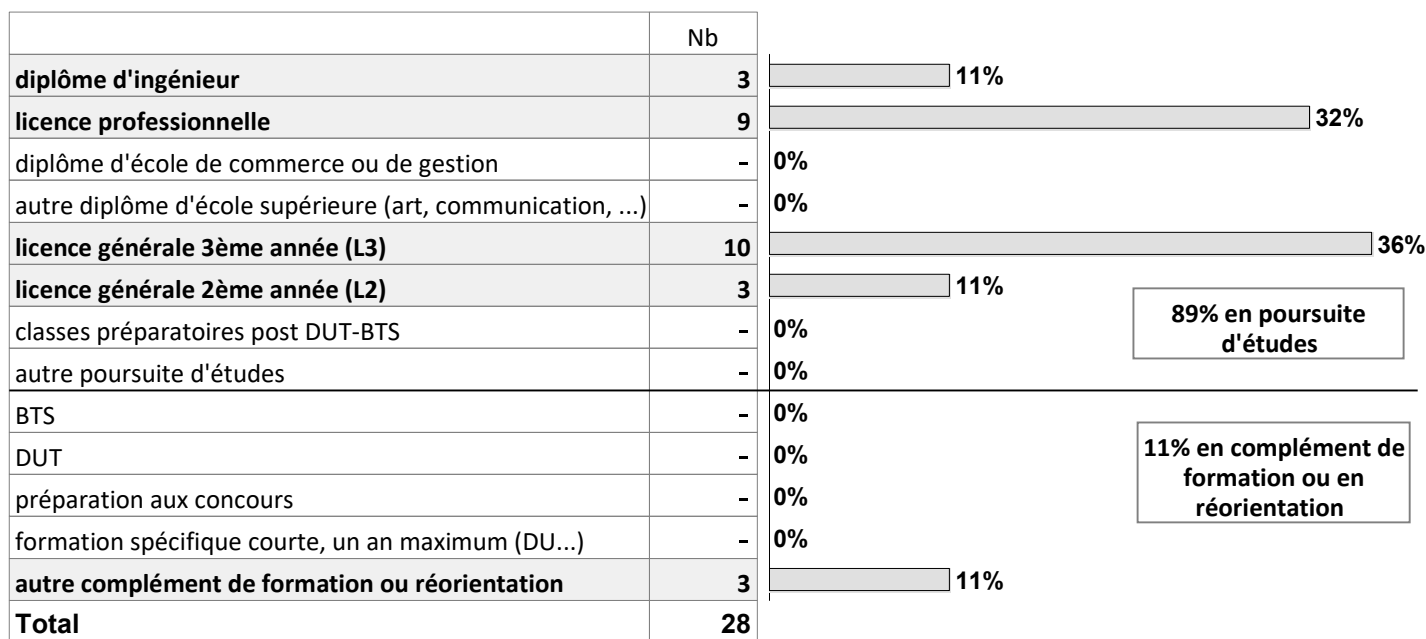 Nb
diplôme d'ingénieur 3 11%
licence professionnelle 9 32%
diplôme d'école de commerce ou de gestion - 0%
autre diplôme d'école supérieure (art, communication, ...) - 0%
licence générale 3ème année (L3) 10 36%
licence générale 2ème année (L2) 3 11%
classes préparatoires post DUT-BTS - 0%
autre poursuite d'études - 0%
89% en poursuite
d'études
BTS - 0%
DUT - 0%
préparation aux concours - 0%
formation spécifique courte, un an maximum (DU...) - 0%
autre complément de formation ou réorientation 3 11%
11% en complément de
formation ou en
réorientation
Total 28